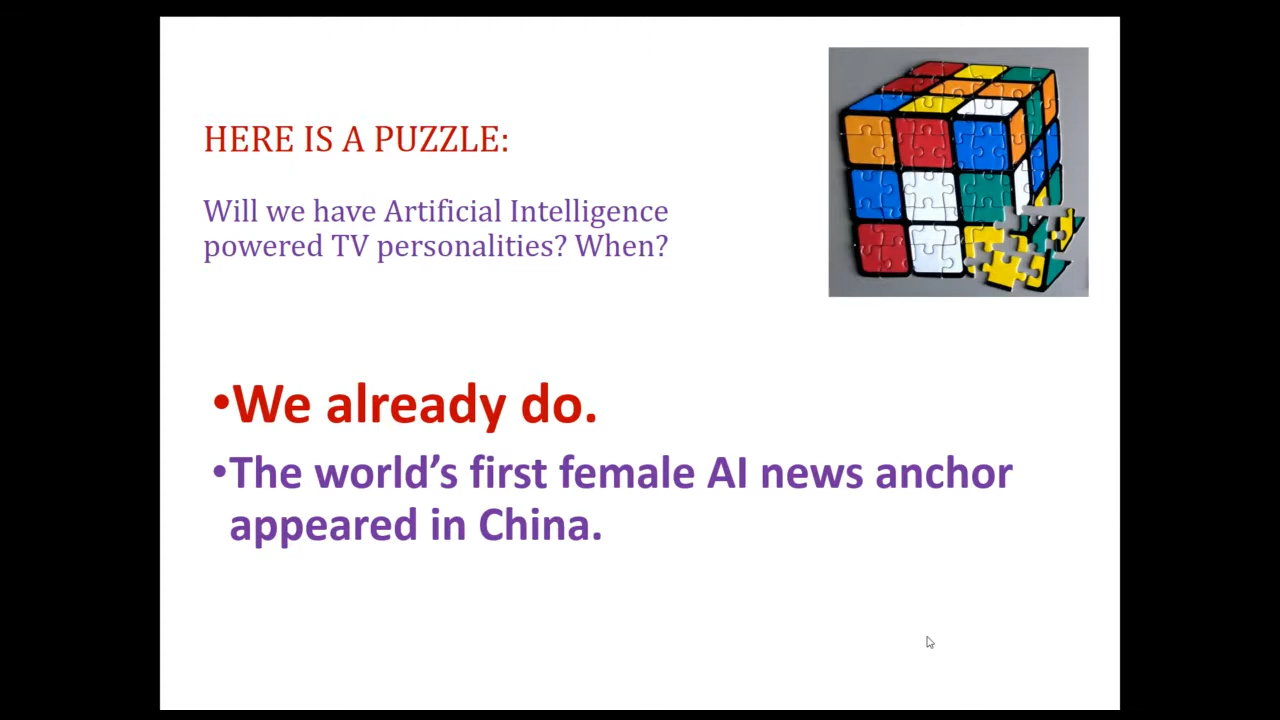 HERE IS A PUZZLE:
Will we have Artificial Intelligence
powered TV personalities? When?
•We already do.
•The world’s first female AI news anchor
appeared in China.